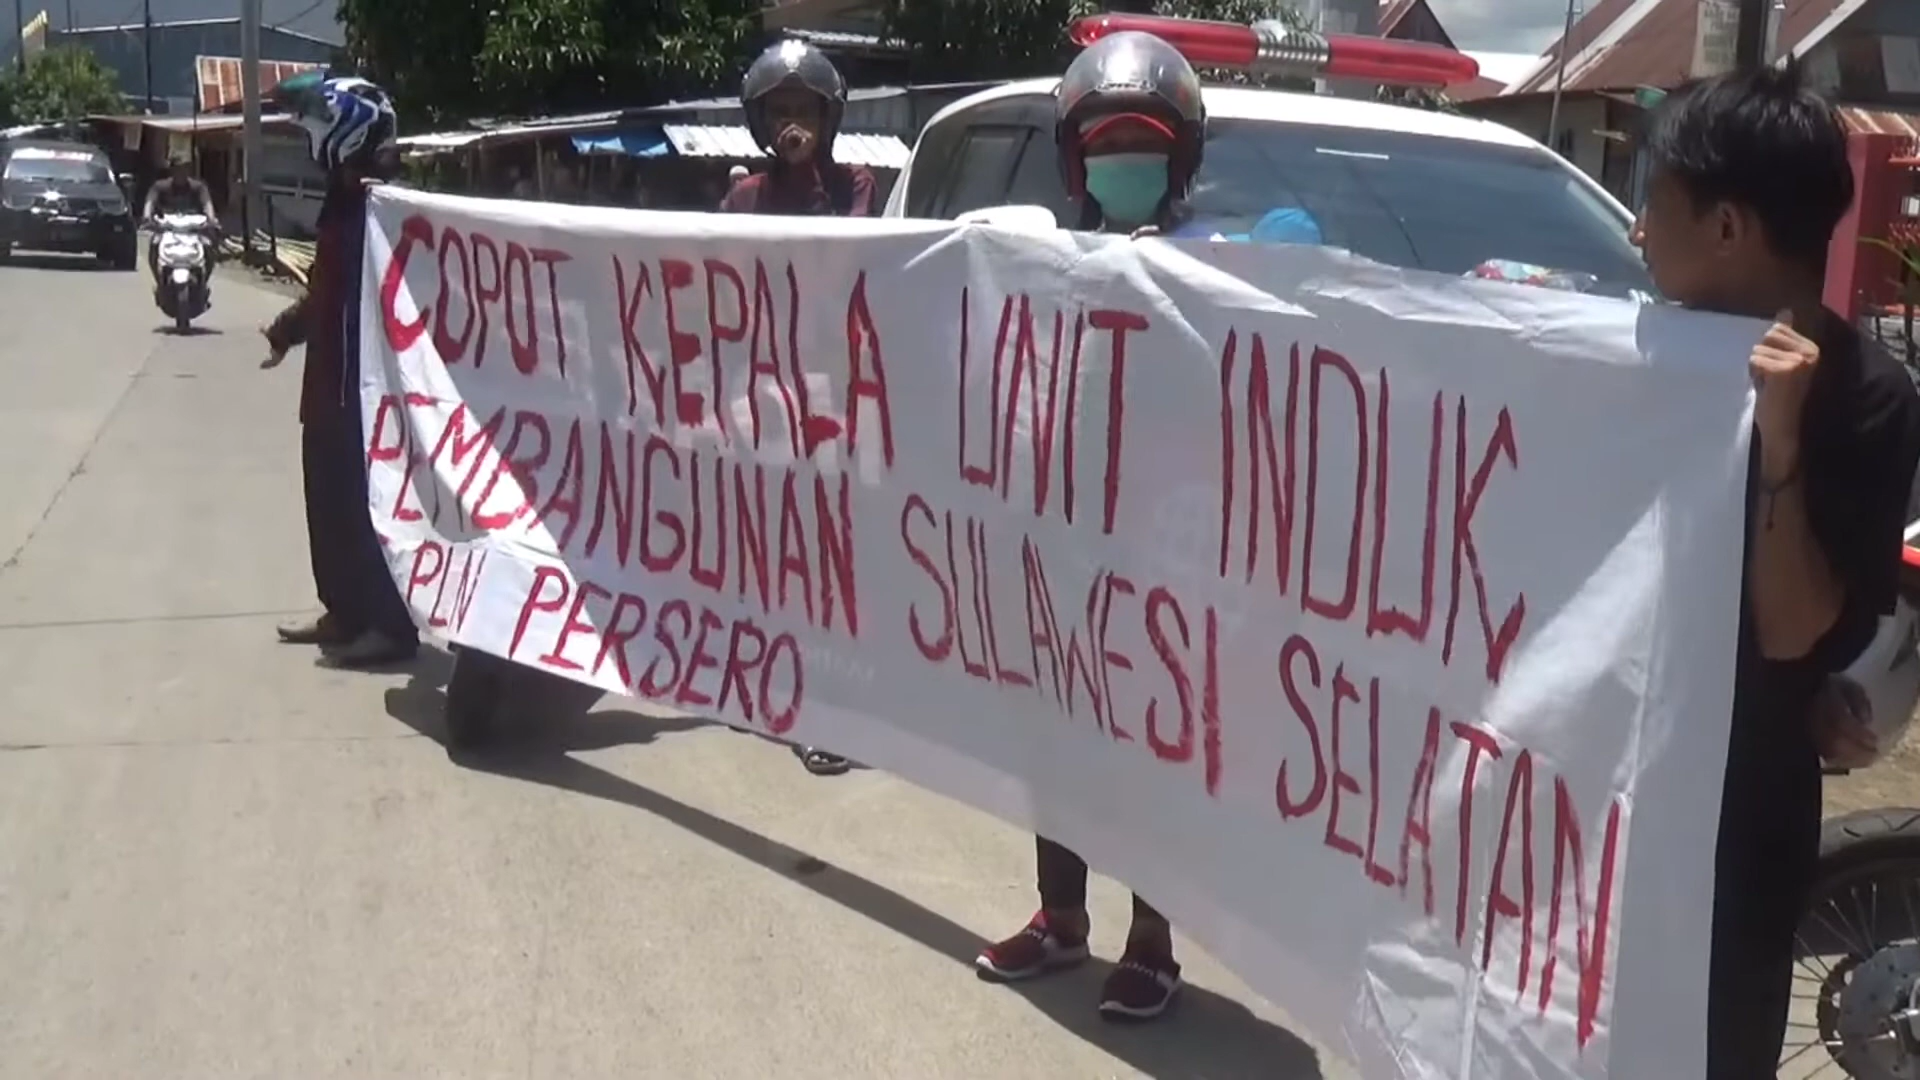 COPOT KEPALA UNIT INDUK
PEMBANGUNAN SULAWESI SELATAN
PLN PERSERO